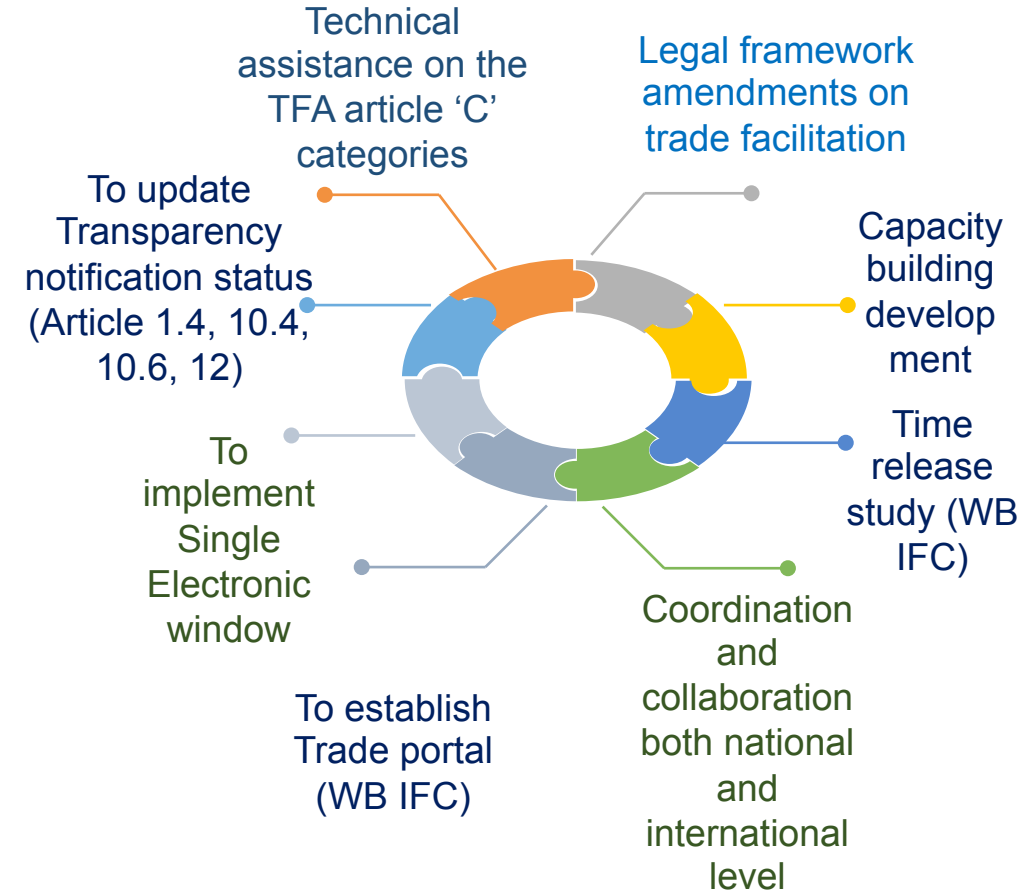 Technical
assistance on the
TFA article ‘C’
categories
Legal framework
amendments on
trade facilitation
To update
Transparency
notification status
(Article 1.4, 10.4,
10.6, 12)
Capacity
building
develop
ment
Time
release
study (WB
IFC)
To
implement
Single
Electronic
window
Coordination
and
collaboration
both national
and
international
level
To establish
Trade portal
(WB IFC)